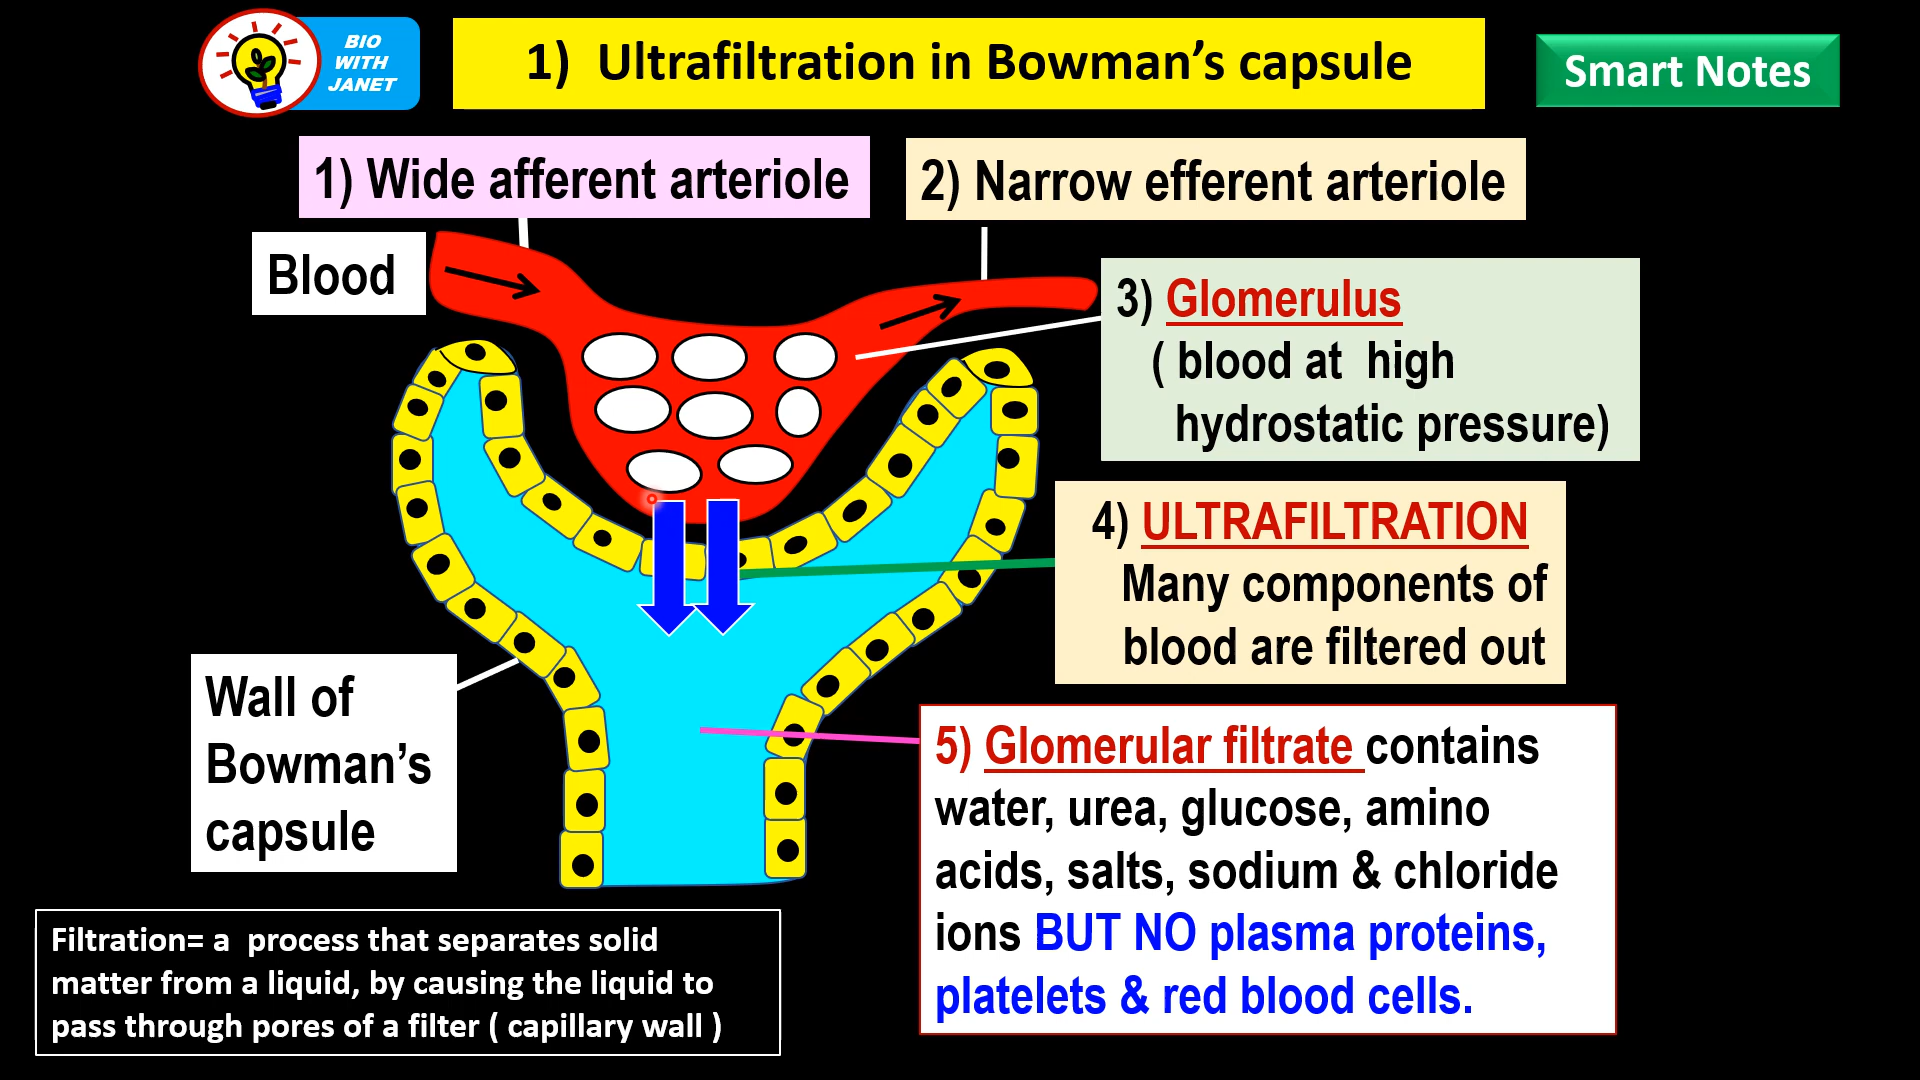 BIO
WITH
JANET
1) Ultrafiltration in Bowman’s capsule
Smart Notes
1) Wide afferent arteriole
2) Narrow efferent arteriole
Blood
3) Glomerulus
( blood at high
hydrostatic pressure)
4) ULTRAFILTRATION
Many components of
blood are filtered out
Wall of
Bowman’s
capsule
5) Glomerular filtrate contains
water, urea, glucose, amino
acids, salts, sodium & chloride
ions BUT NO plasma proteins,
platelets & red blood cells.
Filtration= a process that separates solid
matter from a liquid, by causing the liquid to
pass through pores of a filter ( capillary wall )